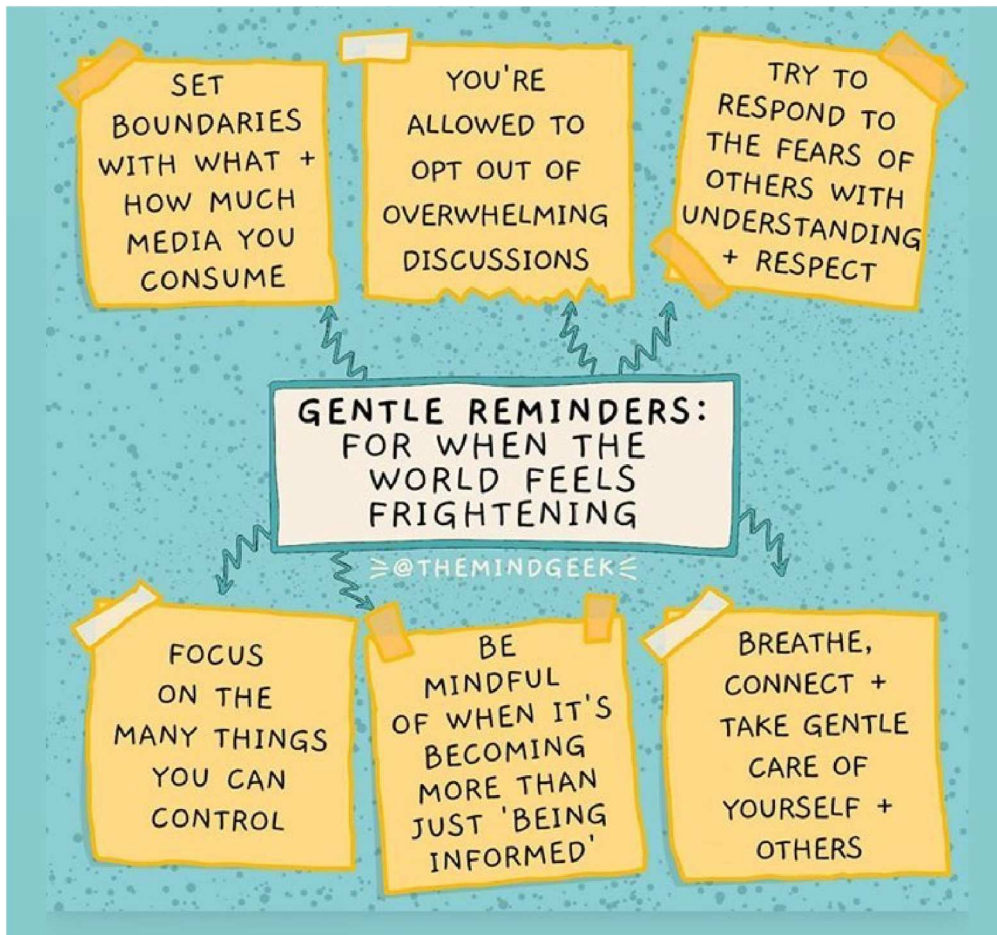 SET
BOUNDARIES
WITH WHAT +
HOW MUCH
MEDIA YOU
CONSUME
YOU'RE
ALLOWED TO
OPT OUT OF
OVERWHELMING
DISCUSSIONS
TRY TO
RESPOND TO
THE FEARS OF
OTHERS WITH
UNDERSTANDING
+ RESPECT
GENTLE REMINDERS:
FOR WHEN THE
WORLD FEELS
FRIGHTENING
@THEMINDGEEK
FOCUS
ON THE
MANY THINGS
YOU CAN
CONTROL
BE
MINDFUL
OF WHEN IT'S
BECOMING
MORE THAN
JUST 'BEING
INFORMED'
BREATHE,
CONNECT +
TAKE GENTLE
CARE OF
YOURSELF +
OTHERS